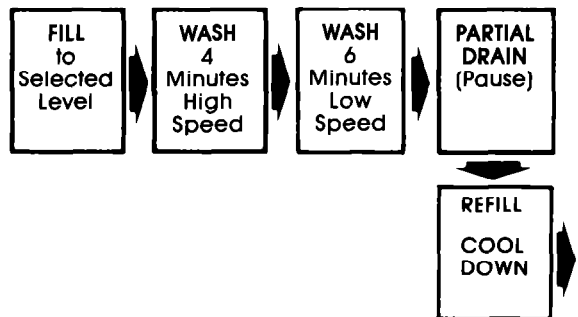 FILL
to
Selected
Level
WASH
4
Minutes
High
Speed
WASH
6
Minutes
Low
Speed
PARTIAL
DRAIN
(Pause)
REFILL
COOL
DOWN